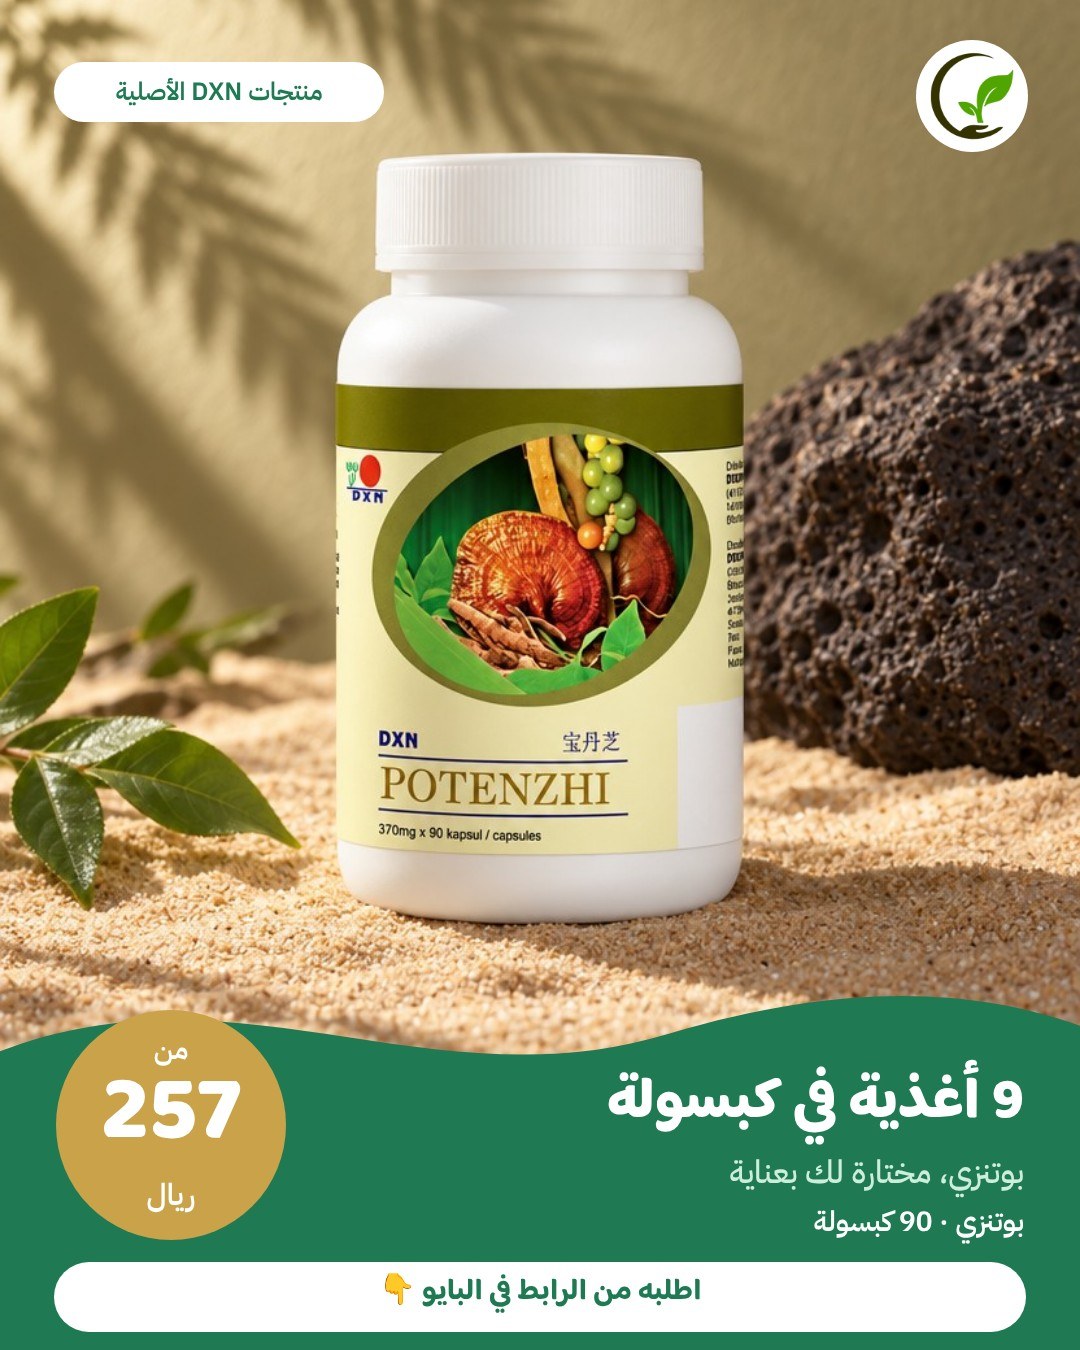 منتجات DXN الأصلية
DXN
DXN
宝丹芝
POTENZHI
370mg x 90 kapsul / capsules
9 أغذية في كبسولة
بوتنزي، مختارة لك بعناية
بوتنزي · 90 كبسولة
من
257
ريال
اطلبه من الرابط في البايو 👇